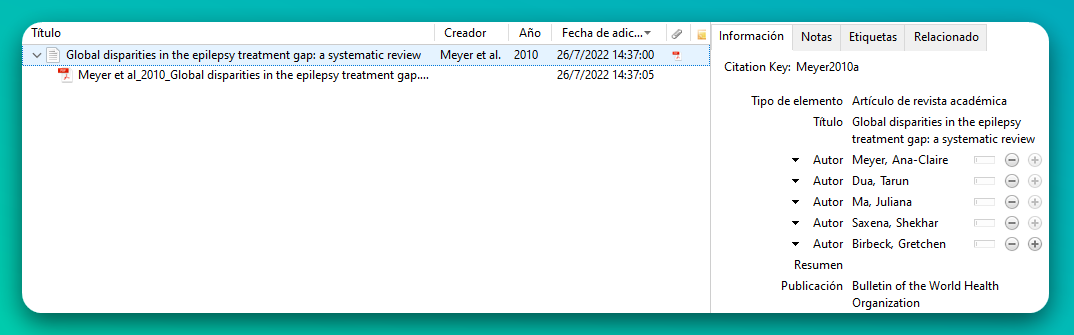 Título Creador Año Fecha de adic...
Global disparities in the epilepsy treatment gap: a systematic review Meyer et al. 2010 26/7/2022 14:37:00
Meyer et al_2010_Global disparities in the epilepsy treatment gap.... 26/7/2022 14:37:05
Información Notas Etiquetas Relacionado
Citation Key: Meyer2010a
Tipo de elemento Artículo de revista académica
Título Global disparities in the epilepsy
treatment gap: a systematic review
Autor Meyer, Ana-Claire
Autor Dua, Tarun
Autor Ma, Juliana
Autor Saxena, Shekhar
Autor Birbeck, Gretchen
Resumen
Publicación Bulletin of the World Health
Organization